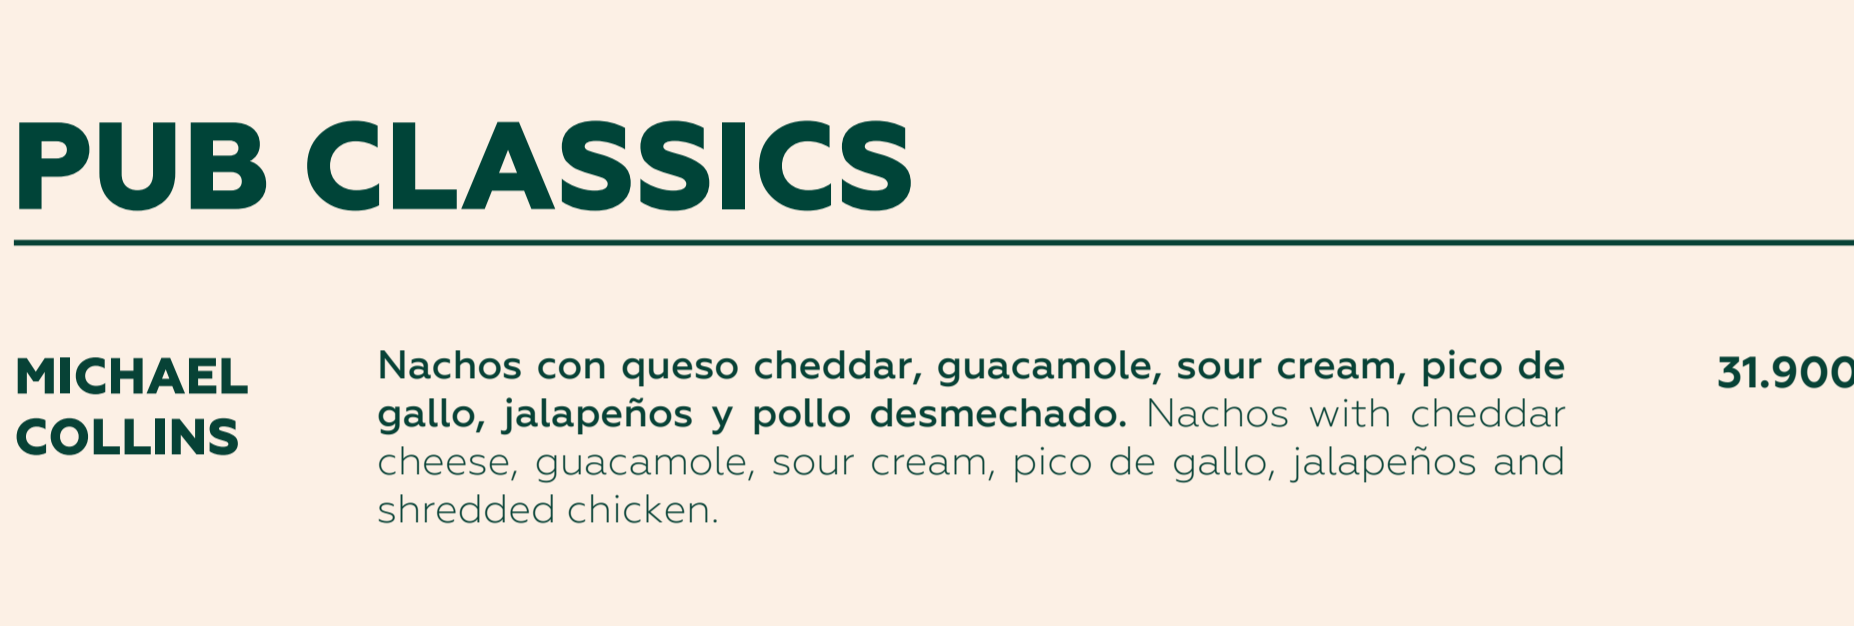 PUB CLASSICS
MICHAEL
COLLINS
Nachos con queso cheddar, guacamole, sour cream, pico de
gallo, jalapeños y pollo desmechado. Nachos with cheddar
cheese, guacamole, sour cream, pico de gallo, jalapeños and
shredded chicken.
31.900